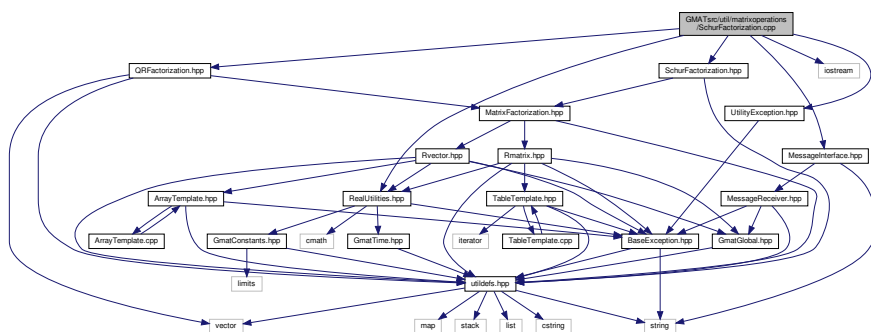 GMATsrc/util/matrixoperations
/SchurFactorization.cpp
QRFactorization.hpp
SchurFactorization.hpp
iostream
MatrixFactorization.hpp
UtilityException.hpp
Rvector.hpp
Rmatrix.hpp
MessageInterface.hpp
ArrayTemplate.hpp
RealUtilities.hpp
TableTemplate.hpp
MessageReceiver.hpp
ArrayTemplate.cpp
GmatConstants.hpp
cmath
GmatTime.hpp
iterator
TableTemplate.cpp
BaseException.hpp
GmatGlobal.hpp
limits
utildefs.hpp
vector
map
stack
list
cstring
string